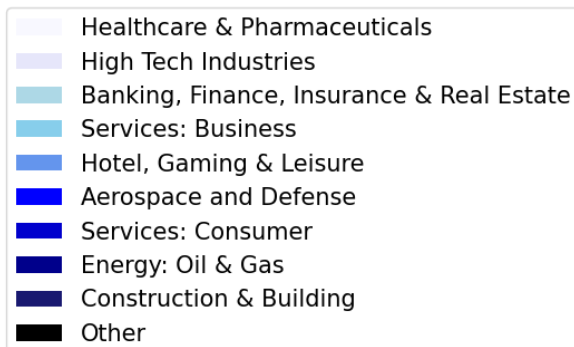 Healthcare & Pharmaceuticals
High Tech Industries
Banking, Finance, Insurance & Real Estate
Services: Business
Hotel, Gaming & Leisure
Aerospace and Defense
Services: Consumer
Energy: Oil & Gas
Construction & Building
Other